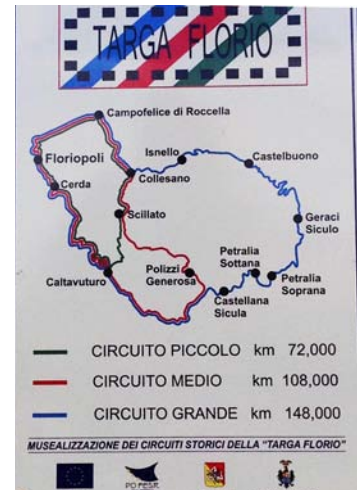 TARGA FLORIO
Campofelice di Roccella
Isnello
Castelbuono
Floriopoli
Collesano
Cerda
Scillato
Geraci
Siculo
Petralia
Sottana
Polizzi
Generosa
Caltavuturo
Petralia
Soprana
Castellana
Sicula
CIRCUITO PICCOLO km 72,000
CIRCUITO MEDIO km 108,000
CIRCUITO GRANDE km 148,000
MUSEALIZZAZIONE DEI CIRCUITI STORICI DELLA "TARGA FLORIO"
PO FESR